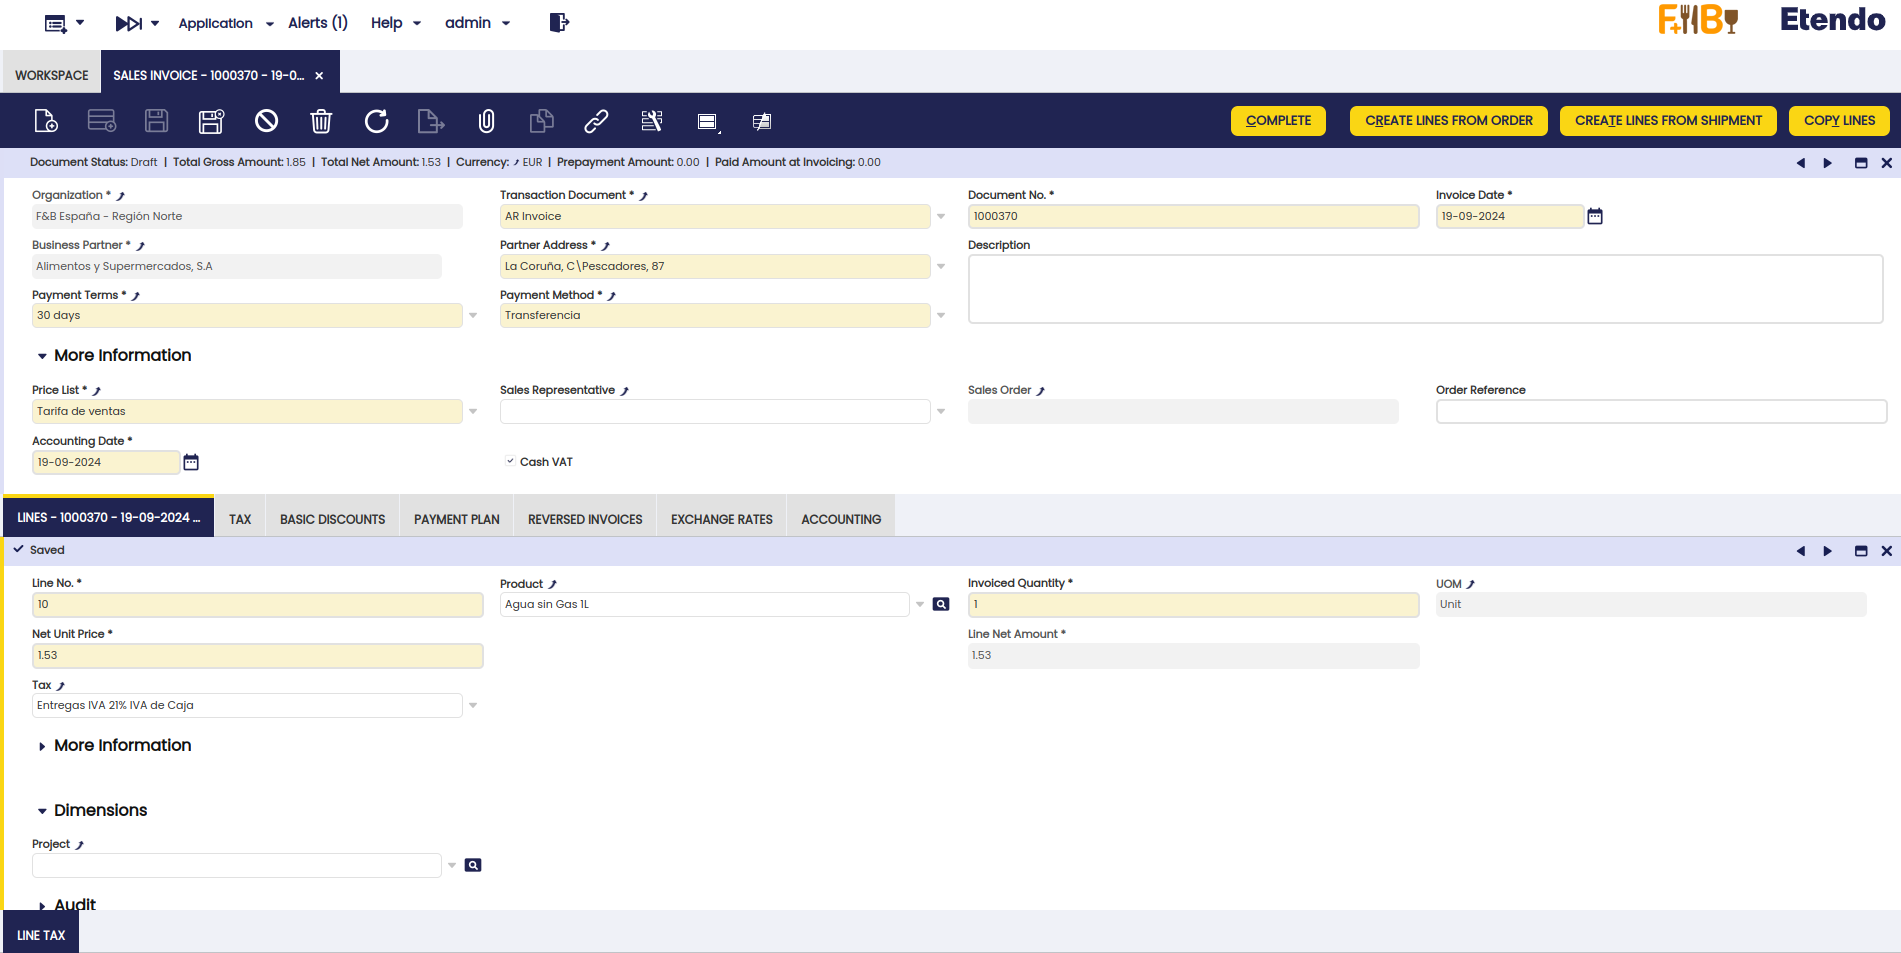 Application Alerts (1) Help admin F+B Etendo
WORKSPACE SALES INVOICE - 1000370 - 19-0...
COMPLETE CREATE LINES FROM ORDER CREATE LINES FROM SHIPMENT COPY LINES
Document Status: Draft | Total Gross Amount: 1.85 | Total Net Amount: 1.53 | Currency: EUR | Prepayment Amount: 0.00 | Paid Amount at Invoicing: 0.00
Organization * Transaction Document * Document No. * Invoice Date *
F&B España - Región Norte AR Invoice 1000370 19-09-2024
Business Partner * Partner Address * Description
Alimentos y Supermercados, S.A La Coruña, C\Pescadores, 87
Payment Terms * Payment Method *
30 days Transferencia
More Information
Price List * Sales Representative Sales Order Order Reference
Tarifa de ventas
Accounting Date *
19-09-2024 Cash VAT
LINES - 1000370 - 19-09-2024 ... TAX BASIC DISCOUNTS PAYMENT PLAN REVERSED INVOICES EXCHANGE RATES ACCOUNTING
Saved
Line No. * Product Invoiced Quantity * UOM
10 Agua sin Gas 1L 1 Unit
Net Unit Price * Line Net Amount *
1.53 1.53
Tax
Entregas IVA 21% IVA de Caja
More Information
Dimensions
Project
Audit
LINE TAX